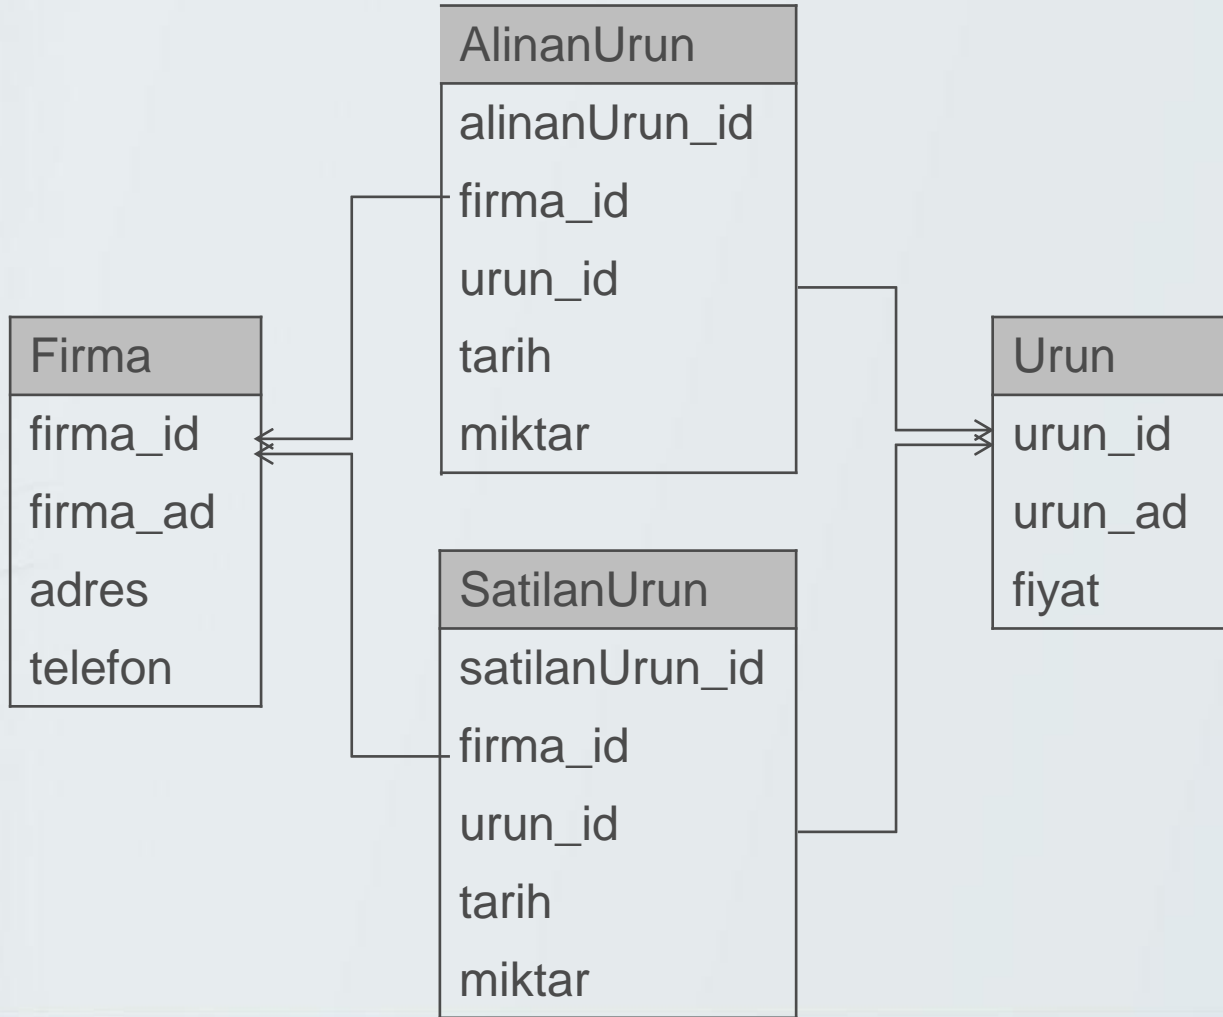 AlinanUrun
alinanUrun_id
firma_id
urun_id
tarih
miktar
Firma
firma_id
firma_ad
adres
telefon
SatilanUrun
satilanUrun_id
firma_id
urun_id
tarih
miktar
Urun
urun_id
urun_ad
fiyat